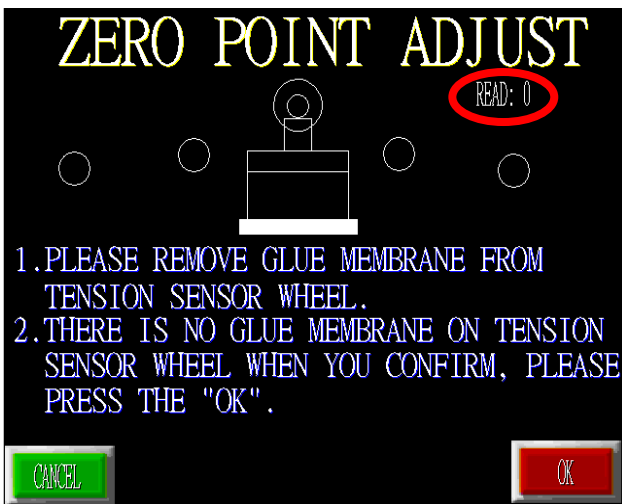 ZERO POINT ADJUST
READ: 0
1.PLEASE REMOVE GLUE MEMBRANE FROM
TENSION SENSOR WHEEL.
2.THERE IS NO GLUE MEMBRANE ON TENSION
SENSOR WHEEL WHEN YOU CONFIRM, PLEASE
PRESS THE "OK".
CANCEL
OK